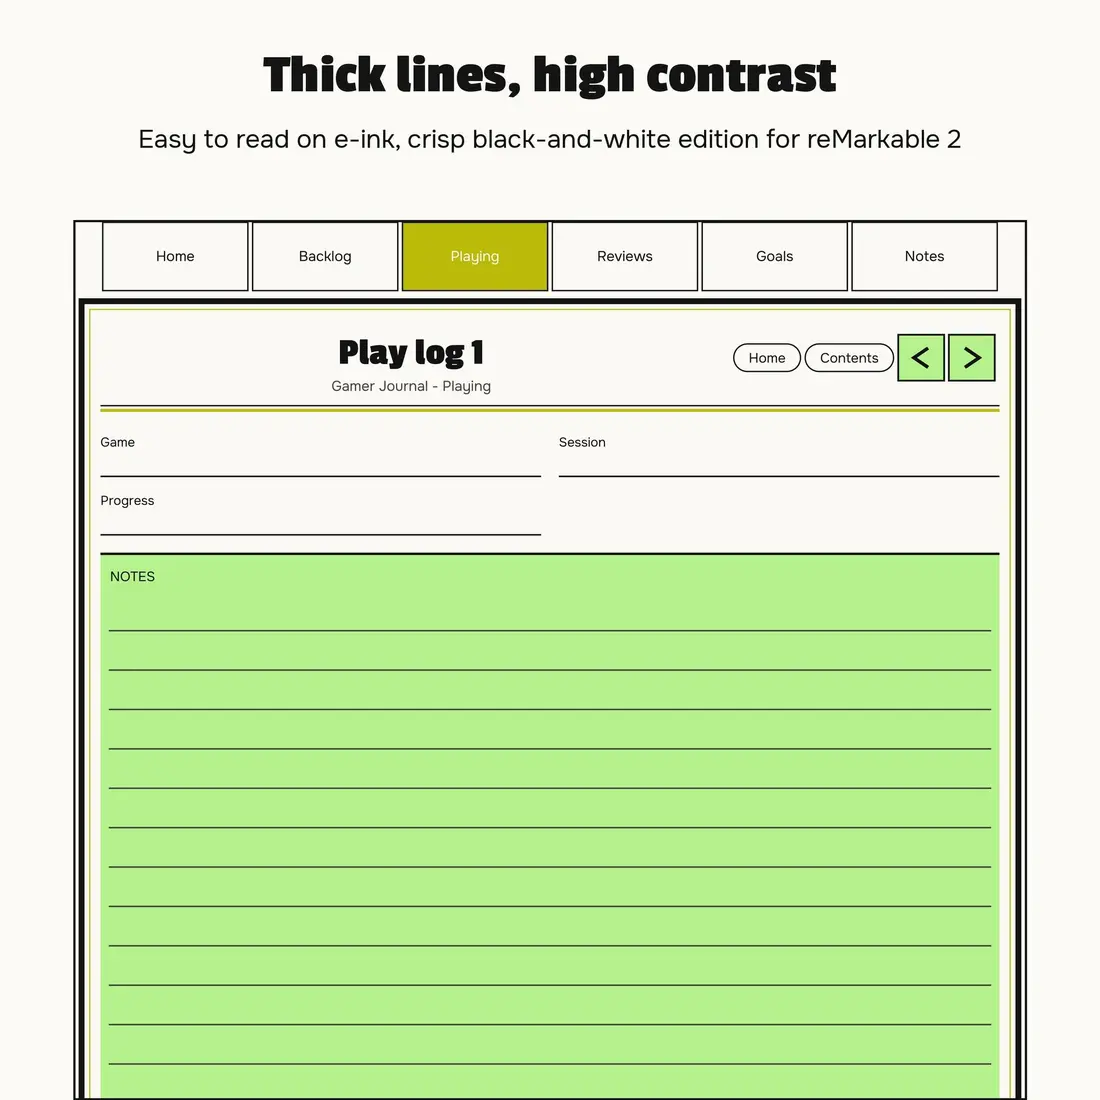 Thick lines, high contrast
Easy to read on e-ink, crisp black-and-white edition for reMarkable 2
Home Backlog Playing Reviews Goals Notes
Play log 1
Gamer Journal - Playing
Home Contents < >
Game Session
Progress
NOTES